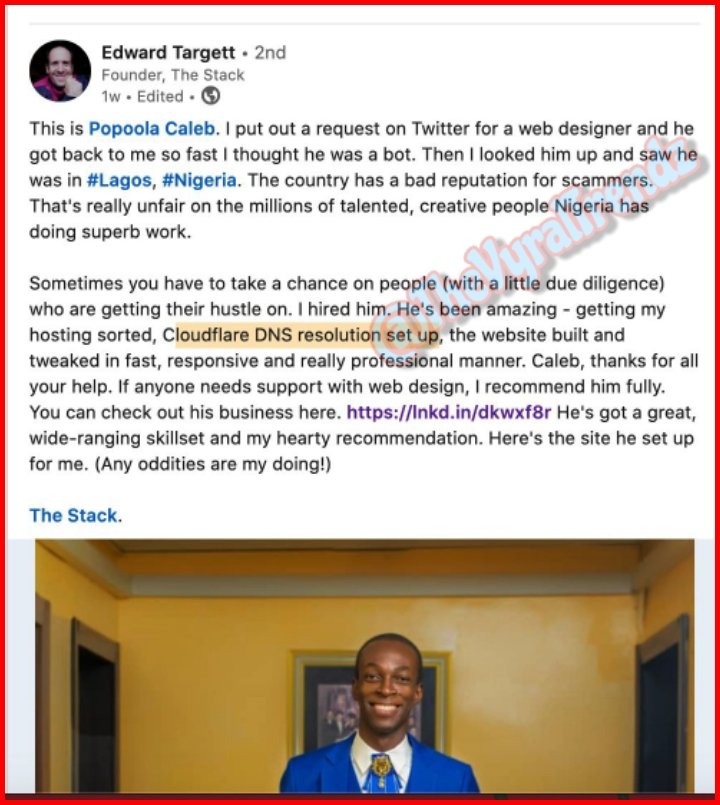 Edward Targett • 2nd
Founder, The Stack
1w • Edited •
This is Popoola Caleb. I put out a request on Twitter for a web designer and he
got back to me so fast I thought he was a bot. Then I looked him up and saw he
was in #Lagos, #Nigeria. The country has a bad reputation for scammers.
That's really unfair on the millions of talented, creative people Nigeria has
doing superb work.
Sometimes you have to take a chance on people (with a little due diligence)
who are getting their hustle on. I hired him. He's been amazing - getting my
hosting sorted, Cloudflare DNS resolution set up, the website built and
tweaked in fast, responsive and really professional manner. Caleb, thanks for all
your help. If anyone needs support with web design, I recommend him fully.
You can check out his business here. https://lnkd.in/dkwxf8r He's got a great,
wide-ranging skillset and my hearty recommendation. Here's the site he set up
for me. (Any oddities are my doing!)
The Stack.
@TheVyralTrendz